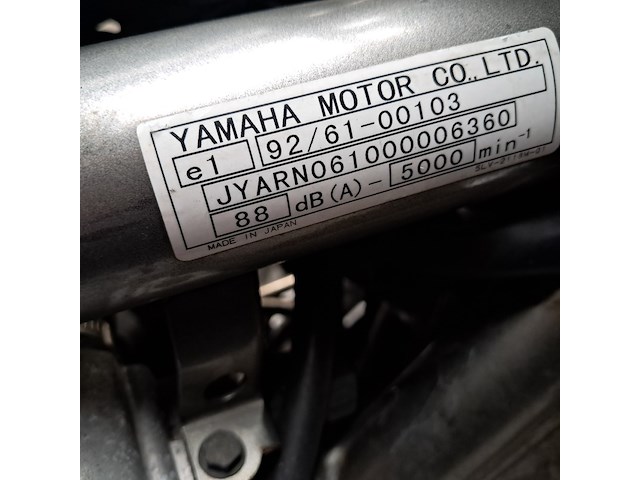 YAMAHA MOTOR CO.,LTD.
e1 92/61-00103
JYARN061000006360
88 dB(A)- 5000 min-1
MADE IN JAPAN